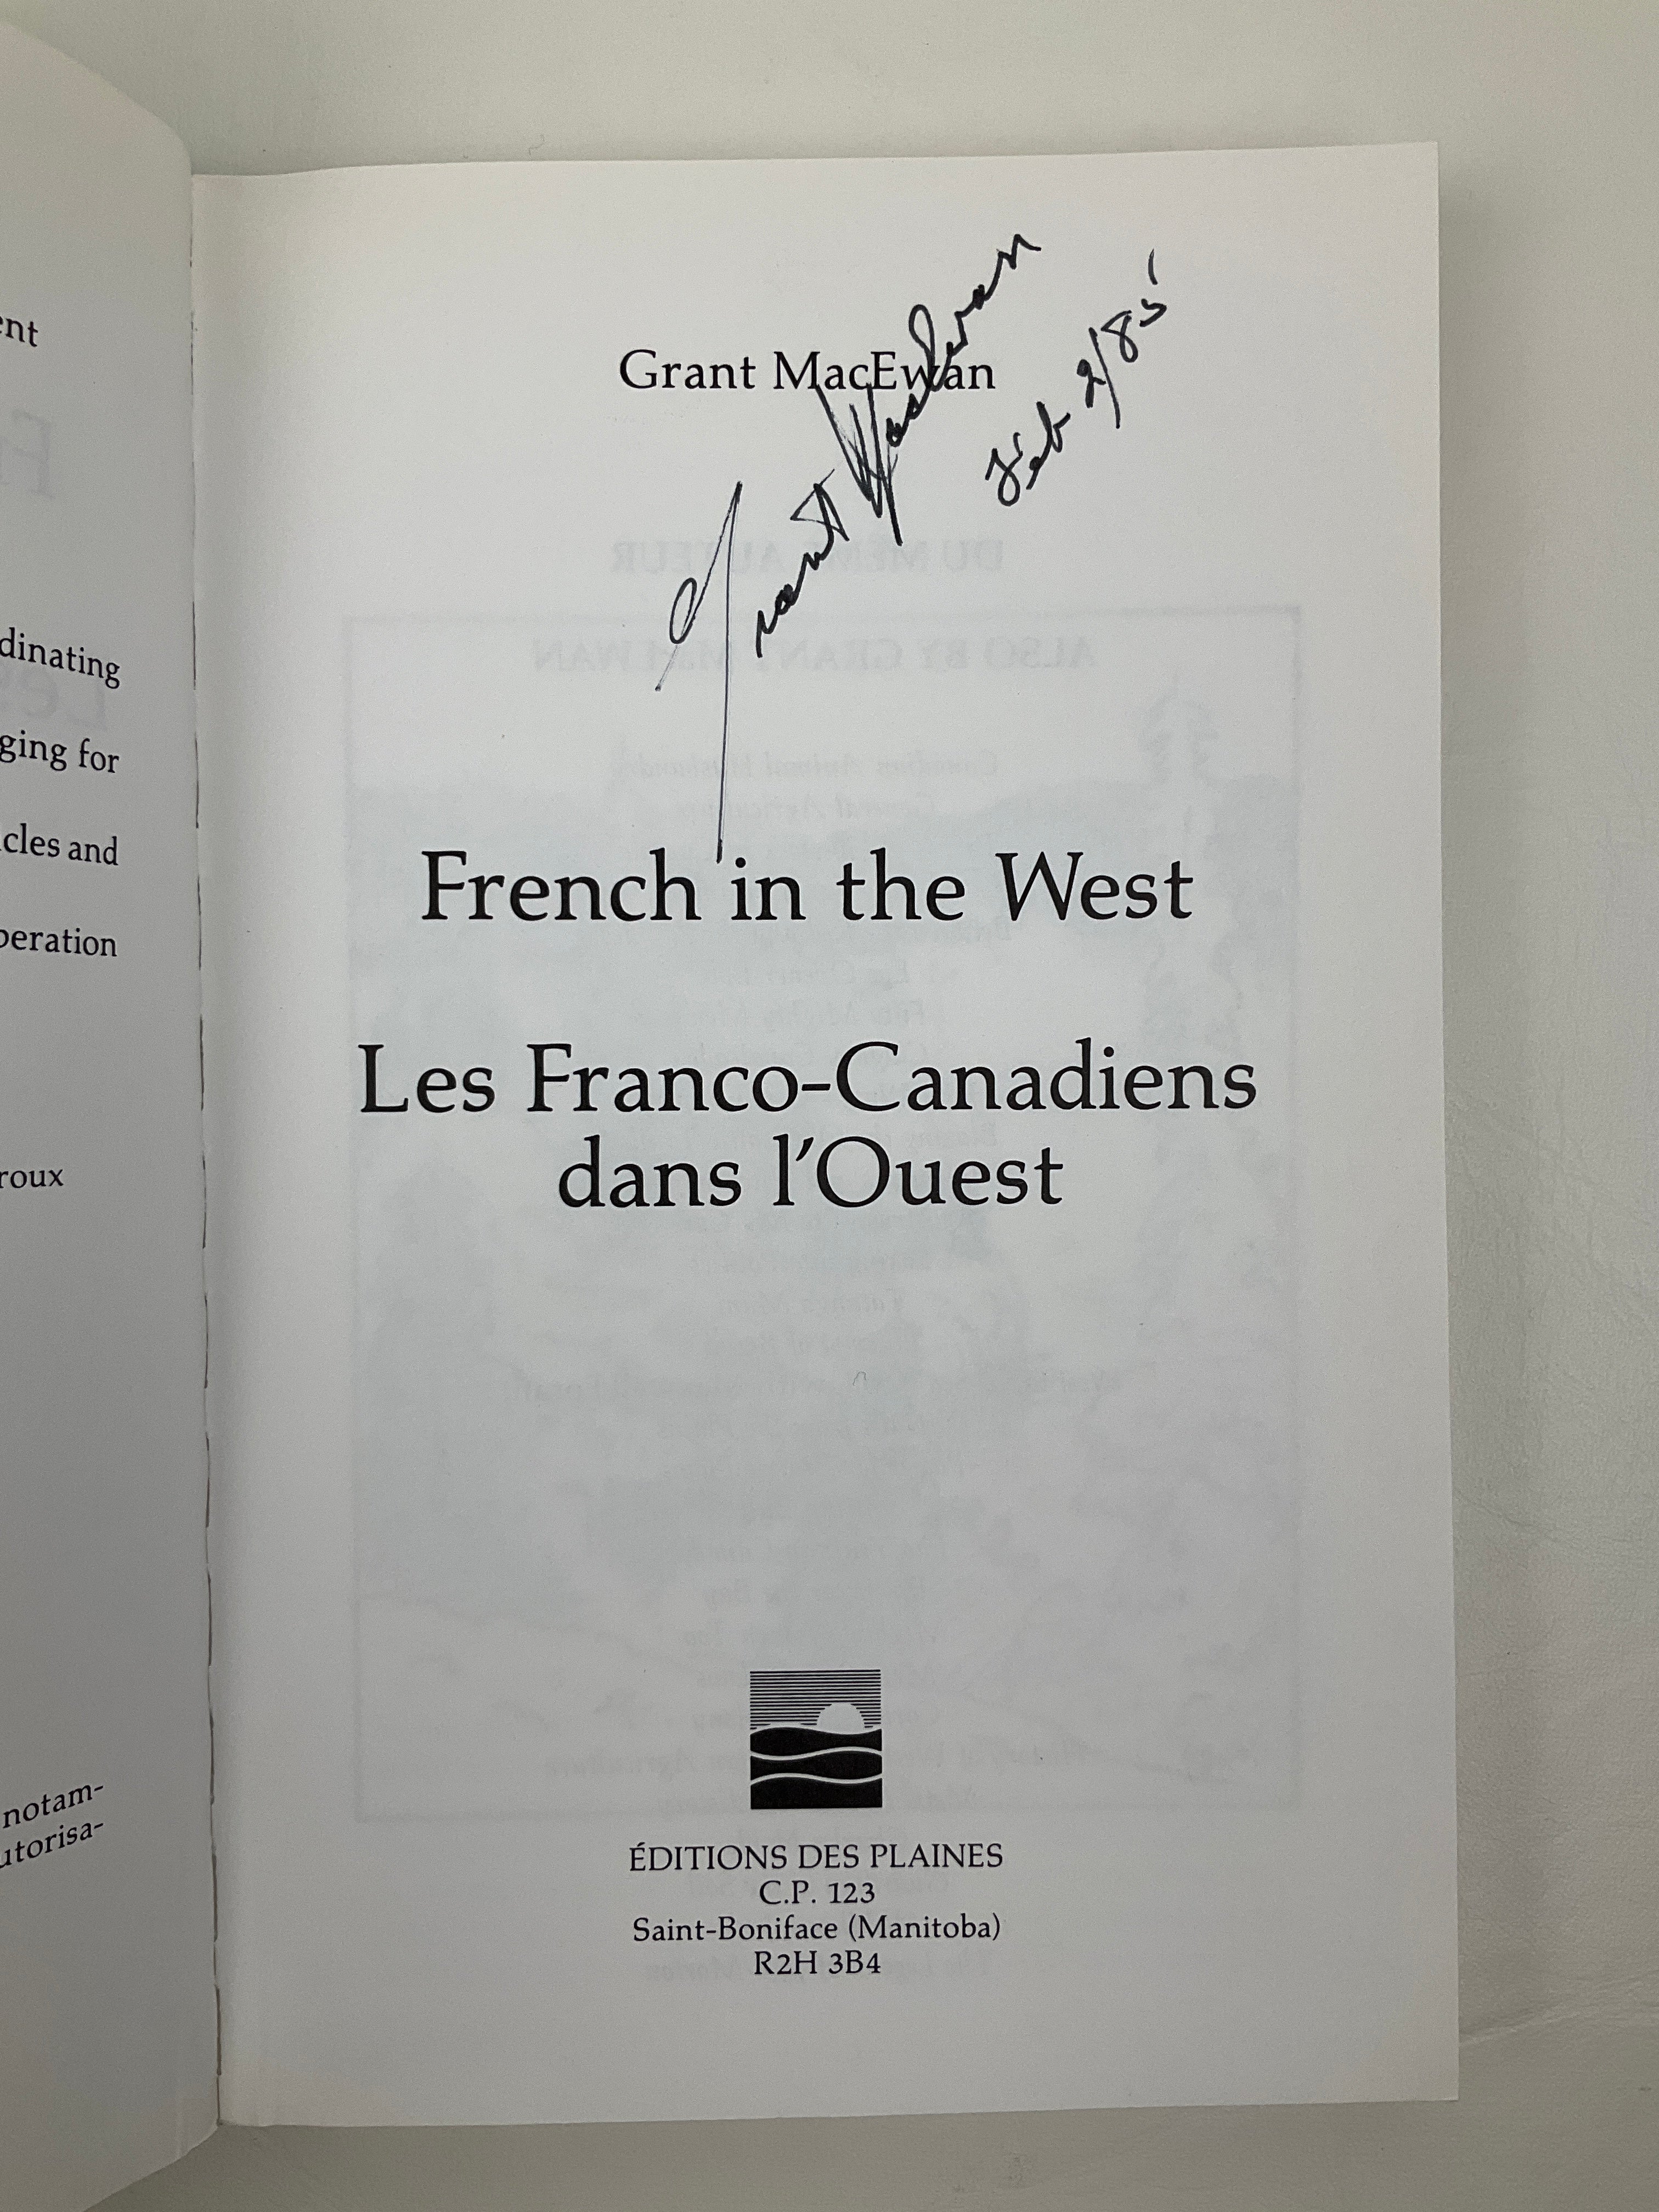 ent
dinating
ging for
cles and
peration
roux
notam-
utorisa-
Grant MacEwan
Grant MacEwan
Feb 2/85
French in the West
Les Franco-Canadiens
dans l'Ouest
ÉDITIONS DES PLAINES
C.P. 123
Saint-Boniface (Manitoba)
R2H 3B4